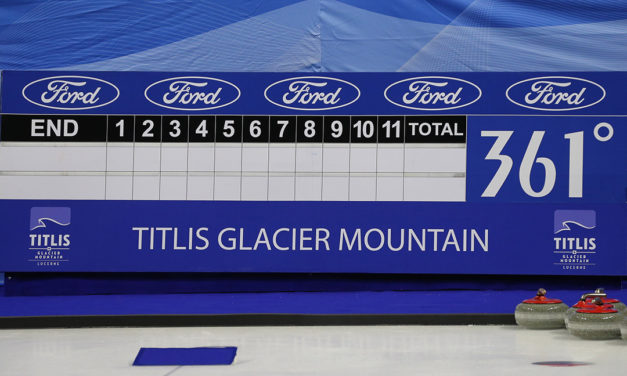 Ford Ford Ford Ford Ford
END 1 2 3 4 5 6 7 8 9 10 11 TOTAL
361°
TITLIS GLACIER MOUNTAIN
TITLIS
GLACIER
MOUNTAIN
LUCERNE
TITLIS
GLACIER
MOUNTAIN
LUCERNE